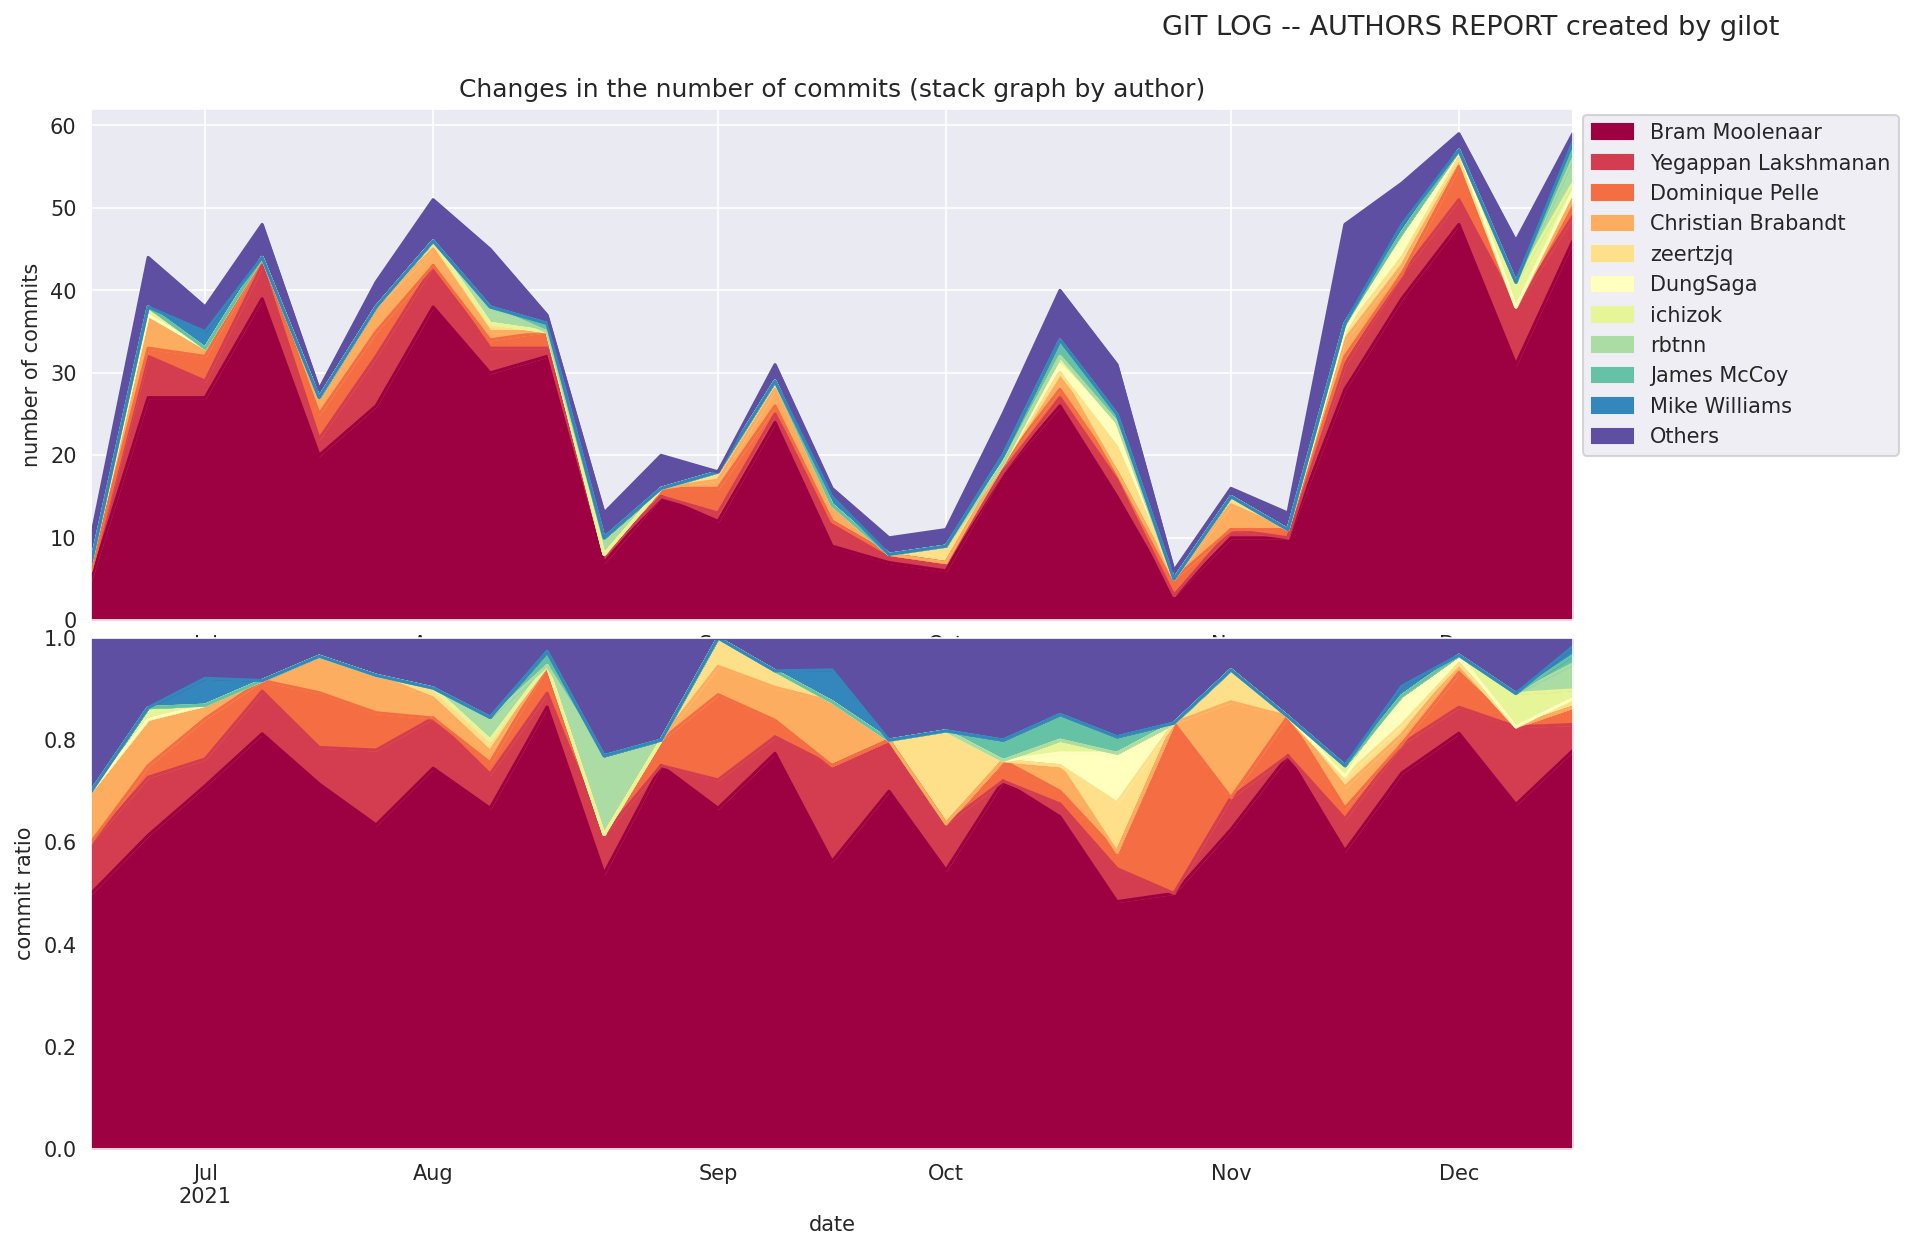 GIT LOG -- AUTHORS REPORT created by gilot
Changes in the number of commits (stack graph by author)
60
50
40
30
20
10
0
number of commits
Bram Moolenaar
Yegappan Lakshmanan
Dominique Pelle
Christian Brabandt
zeertzjq
DungSaga
ichizok
rbtnn
James McCoy
Mike Williams
Others
1.0
0.8
0.6
0.4
0.2
0.0
commit ratio
Jul Aug Sep Oct Nov Dec
2021
date